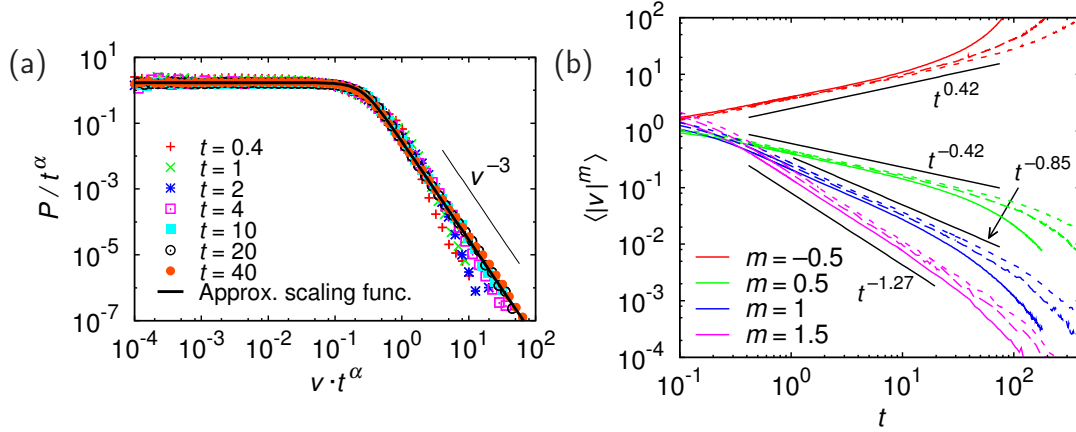 (a)
P / t^α
10^1
10^-1
10^-3
10^-5
10^-7
t = 0.4
t = 1
t = 2
t = 4
t = 10
t = 20
t = 40
Approx. scaling func.
v^−3
10^-4 10^-3 10^-2 10^-1 10^0 10^1 10^2
v · t^α
(b)
⟨|v|^m⟩
10^2
10^1
10^0
10^-1
10^-2
10^-3
10^-4
t^0.42
t^−0.42
t^−0.85
t^−1.27
m = −0.5
m = 0.5
m = 1
m = 1.5
10^-1 10^0 10^1 10^2
t